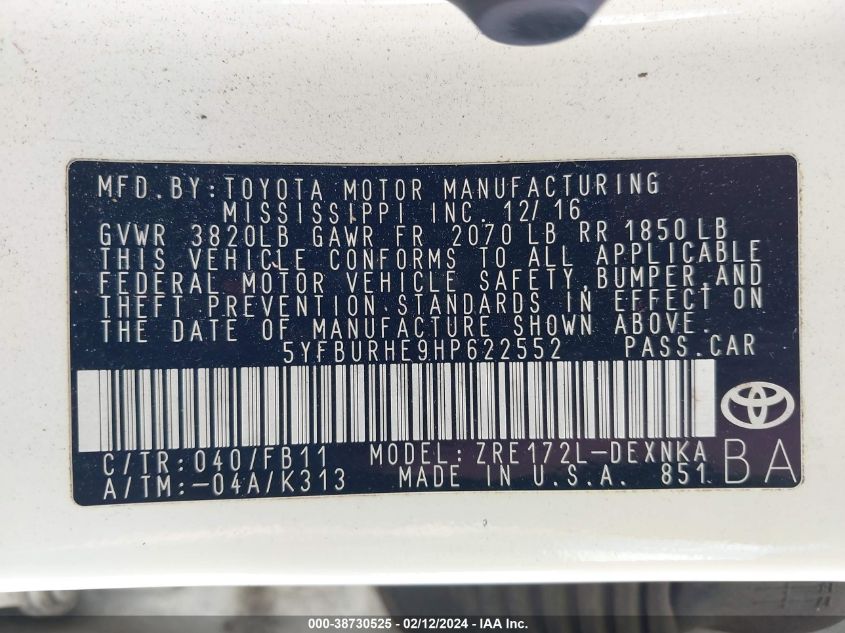 MFD. BY: TOYOTA MOTOR MANUFACTURING
MISSISSIPPI INC. 12/16
GVWR 3820LB GAWR FR 2070 LB RR 1850 LB
THIS VEHICLE CONFORMS TO ALL APPLICABLE
FEDERAL MOTOR VEHICLE SAFETY, BUMPER, AND
THEFT PREVENTION STANDARDS IN EFFECT ON
THE DATE OF MANUFACTURE SHOWN ABOVE.
5YFBURHE9HP622552 PASS. CAR
C/TR: 040/FB11 MODEL: ZRE172L-DEXNKA
A/TM: -04A/K313 MADE IN U.S.A. 851
BA
000-38730525 - 02/12/2024 - IAA Inc.